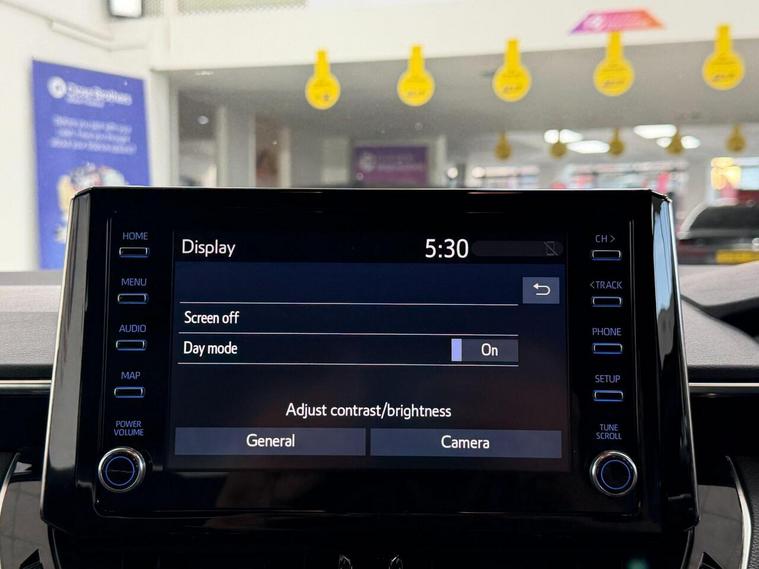 HOME
MENU
AUDIO
MAP
POWER
VOLUME
Display
5:30
Screen off
Day mode
On
Adjust contrast/brightness
General
Camera
CH >
< TRACK
PHONE
SETUP
TUNE
SCROLL